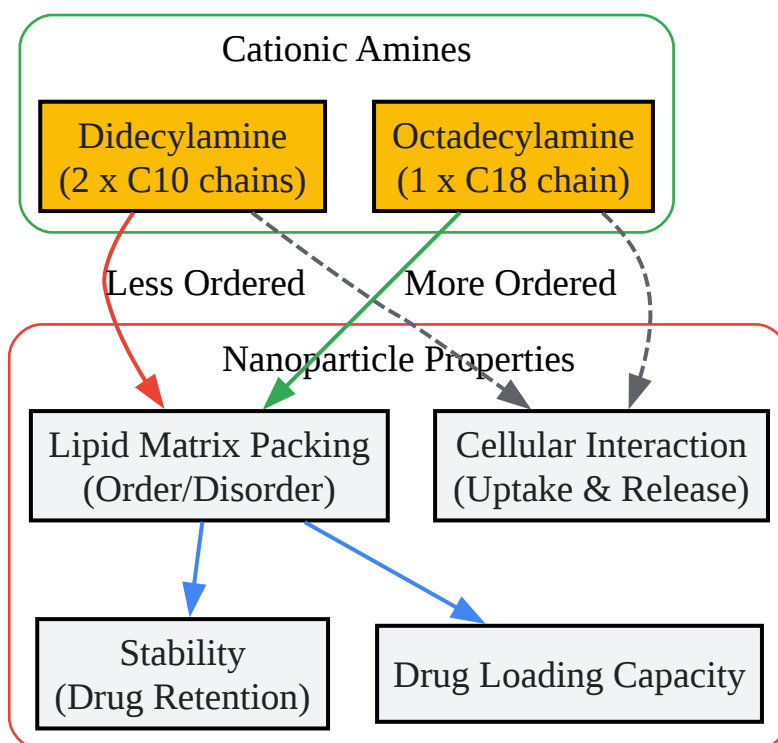 Cationic Amines
Didecylamine
(2 x C10 chains)
Octadecylamine
(1 x C18 chain)
Less Ordered
More Ordered
Nanoparticle Properties
Lipid Matrix Packing
(Order/Disorder)
Cellular Interaction
(Uptake & Release)
Stability
(Drug Retention)
Drug Loading Capacity